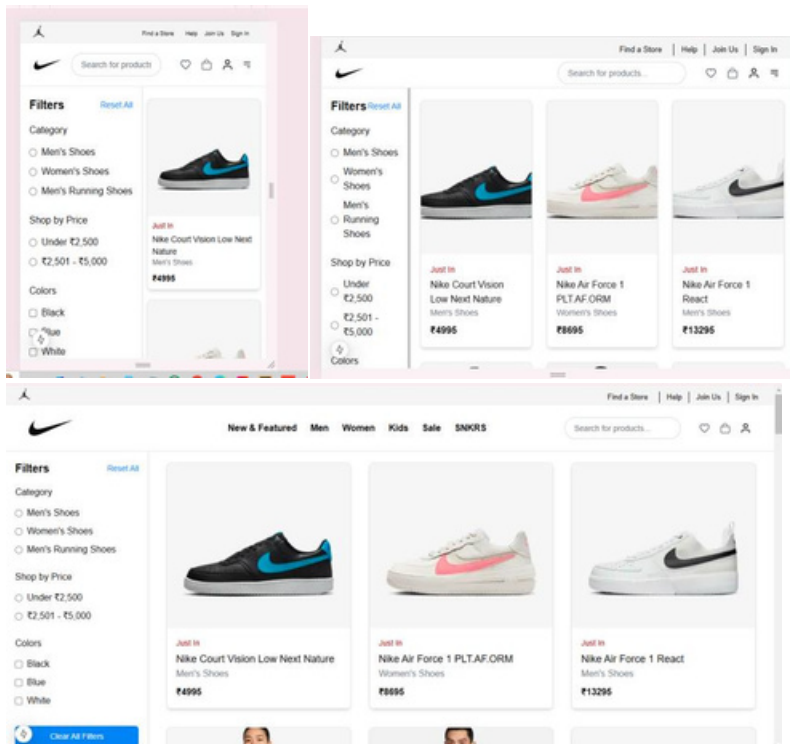 Find a Store Help Join Us Sign In
Search for products
Filters Reset All
Category
Men's Shoes
Women's Shoes
Men's Running Shoes
Shop by Price
Under ₹2,500
₹2,501 - ₹5,000
Colors
Black
Blue
White
Just In
Nike Court Vision Low Next
Nature
Men's Shoes
₹4995
Find a Store | Help | Join Us | Sign In
Search for products...
Filters Reset All
Category
Men's Shoes
Women's
Shoes
Men's
Running
Shoes
Shop by Price
Under
₹2,500
₹2,501 -
₹5,000
Colors
Just In
Nike Court Vision
Low Next Nature
Men's Shoes
₹4995
Just In
Nike Air Force 1
PLT.AF.ORM
Women's Shoes
₹8695
Just In
Nike Air Force 1
React
Men's Shoes
₹13295
Find a Store | Help | Join Us | Sign In
New & Featured Men Women Kids Sale SNKRS
Search for products...
Filters Reset All
Category
Men's Shoes
Women's Shoes
Men's Running Shoes
Shop by Price
Under ₹2,500
₹2,501 - ₹5,000
Colors
Black
Blue
White
Clear All Filters
Just In
Nike Court Vision Low Next Nature
Men's Shoes
₹4995
Just In
Nike Air Force 1 PLT.AF.ORM
Women's Shoes
₹8695
Just In
Nike Air Force 1 React
Men's Shoes
₹13295